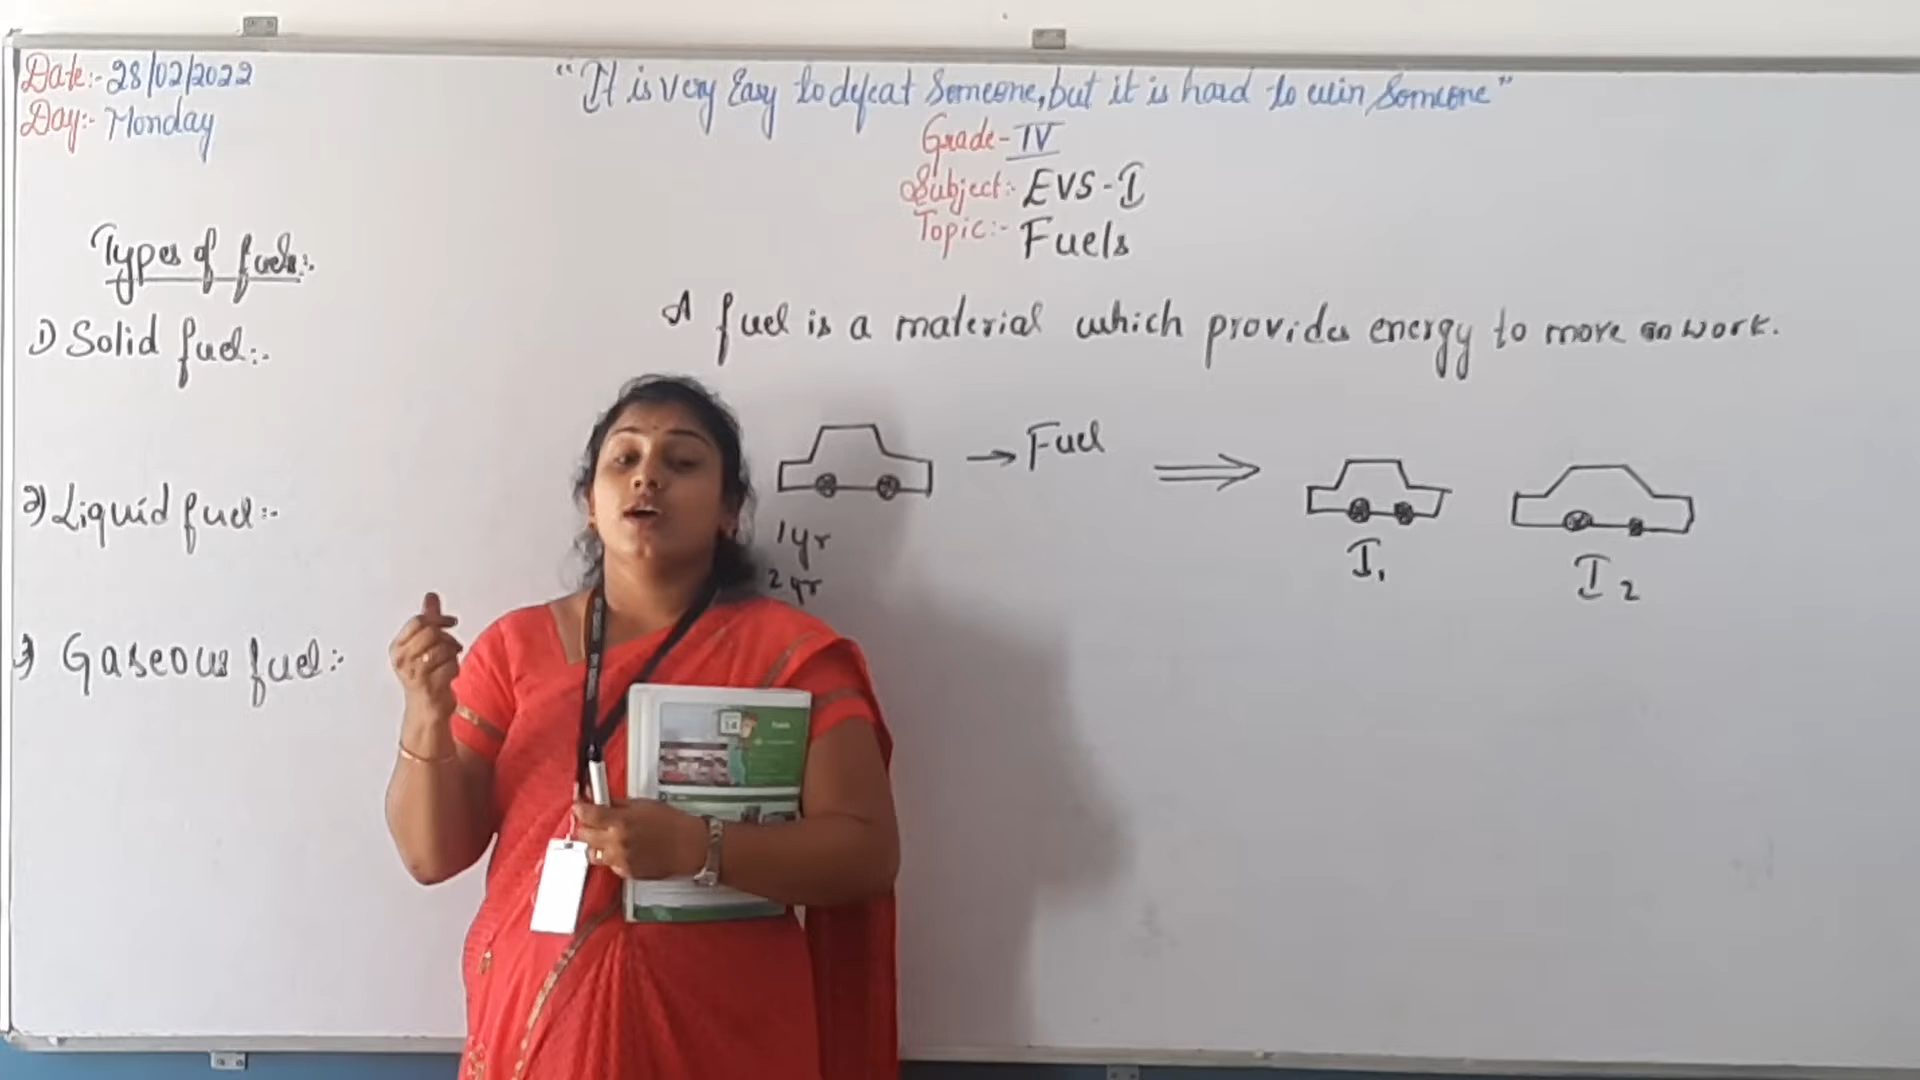 Date:- 28/02/2022
Day:- Monday
"It is very Easy to defeat Someone, but it is hard to win Someone"
Grade- IV
Subject:- EVS-I
Topic:- Fuels
Types of fuels:-
1) Solid fuel:-
2) Liquid fuel:-
3) Gaseous fuel:-
A fuel is a material which provides energy to move on work.
→ Fuel ⇒
1yr
2yr
I1
I2
14